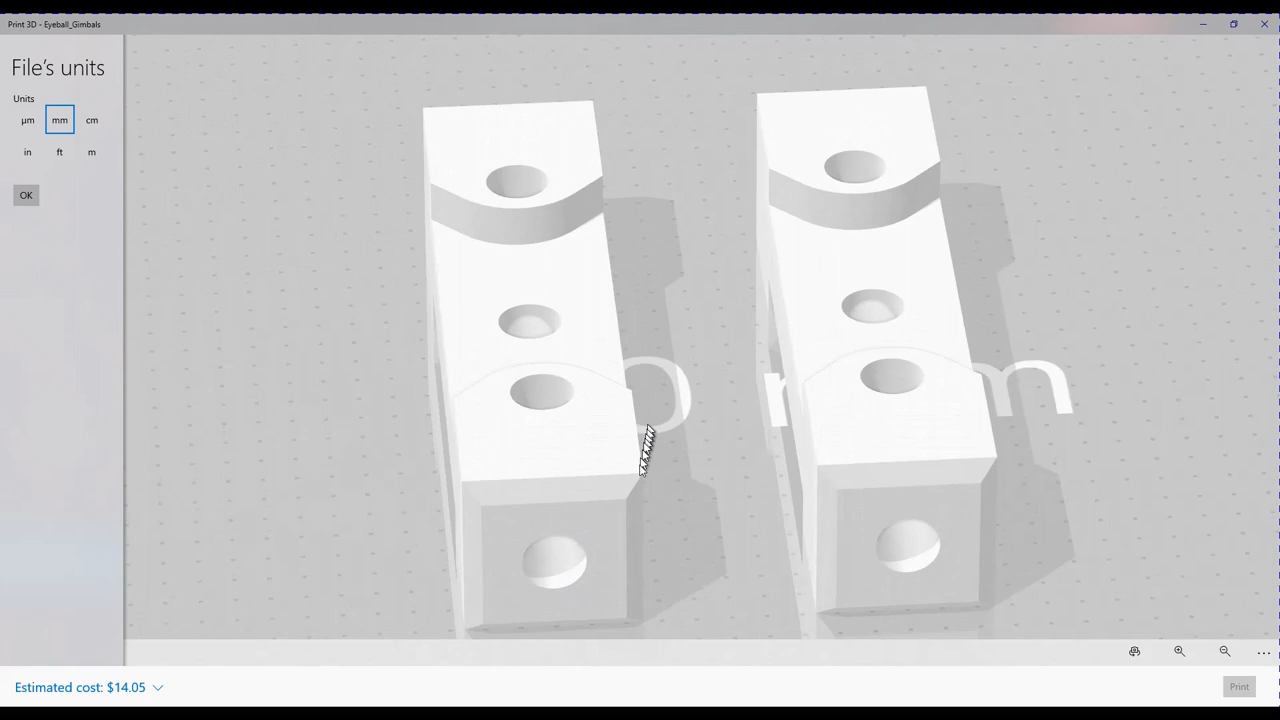 Print 3D - Eyeball_Gimbals
File's units
Units
µm mm cm
in ft m
OK
Estimated cost: $14.05
Print